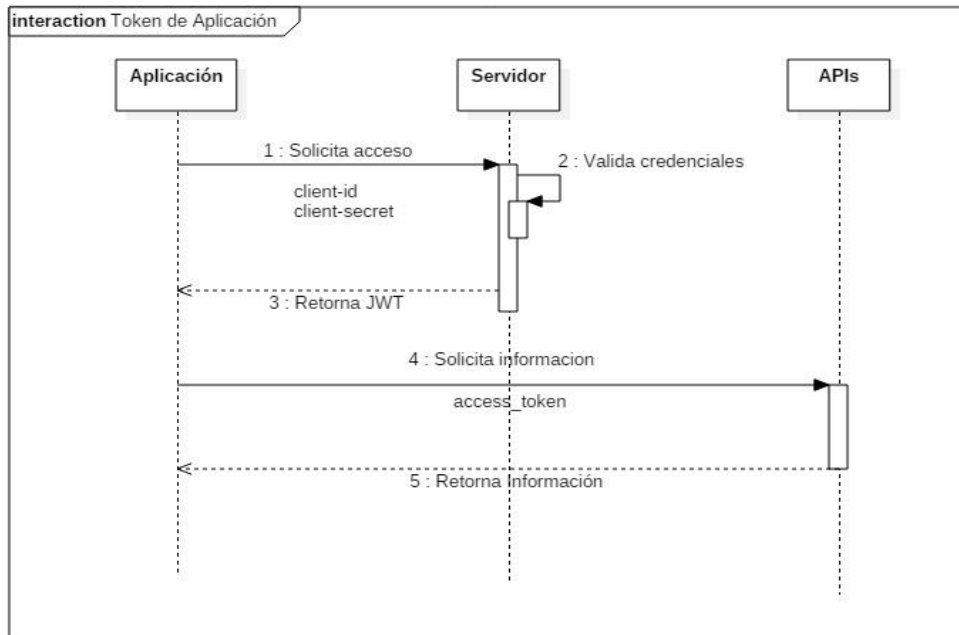 interaction Token de Aplicación
Aplicación
Servidor
APIs
1 : Solicita acceso
2 : Valida credenciales
client-id
client-secret
3 : Retorna JWT
4 : Solicita informacion
access_token
5 : Retorna Información